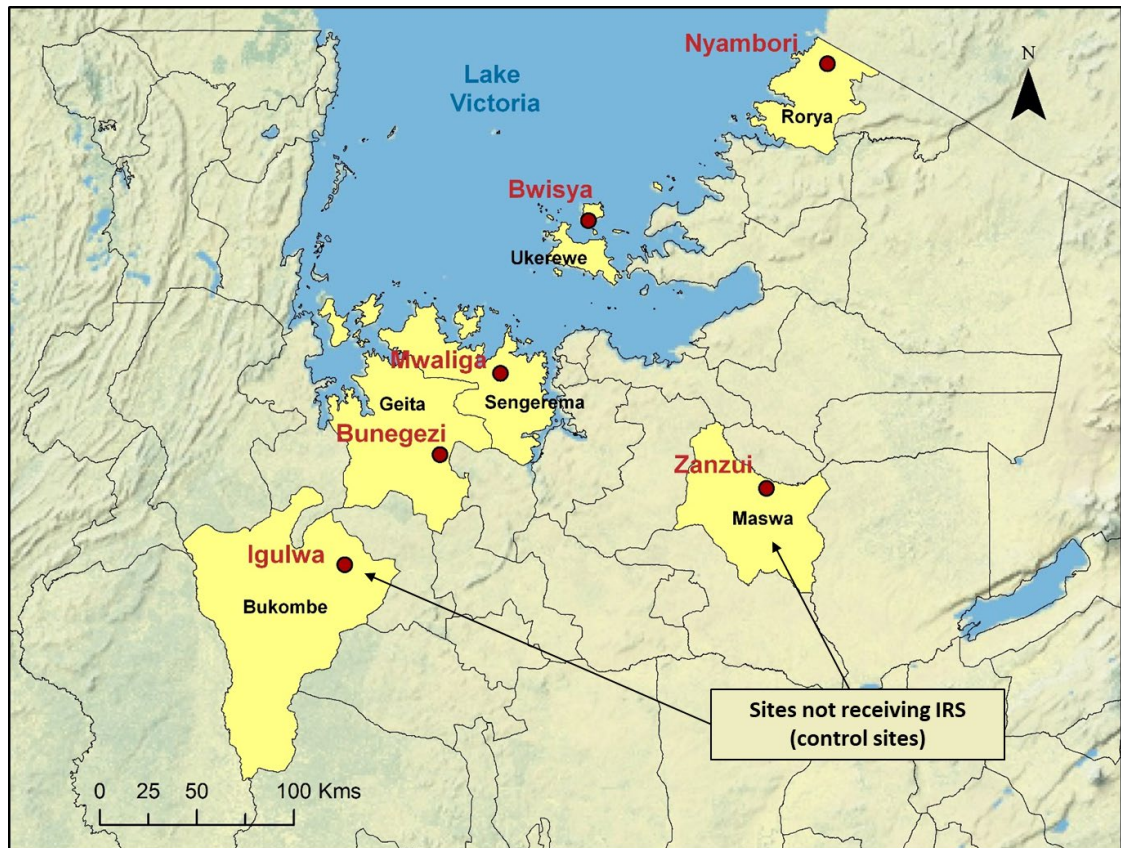 Nyambori
N
Lake
Victoria
Rorya
Bwisya
Ukerewe
Mwaliga
Geita
Sengerema
Bunegezi
Zanzui
Maswa
Igulwa
Bukombe
Sites not receiving IRS
(control sites)
0 25 50 100 Kms